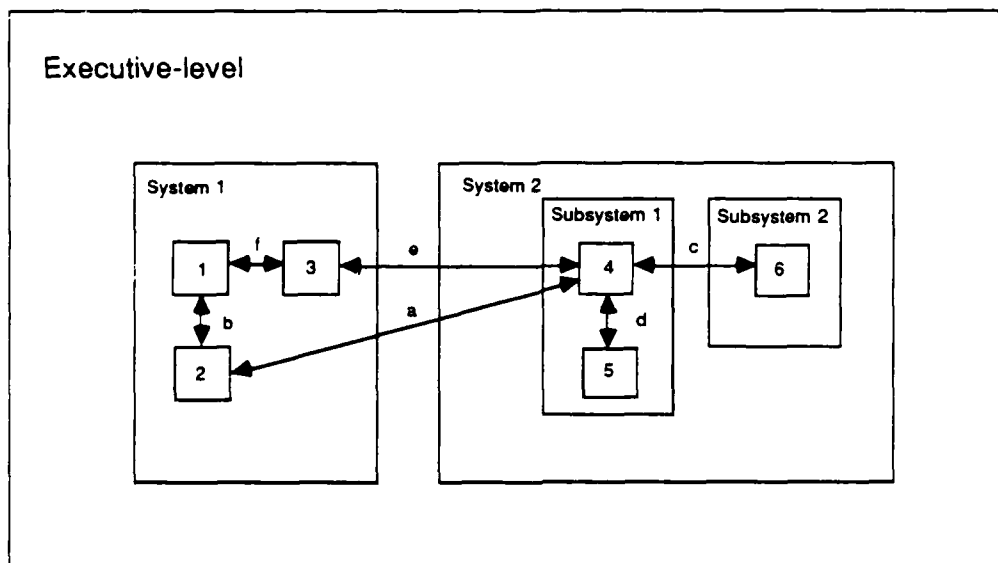 Executive-level
System 1
System 2
Subsystem 1
Subsystem 2
f
e
c
1
3
4
6
b
a
d
2
5